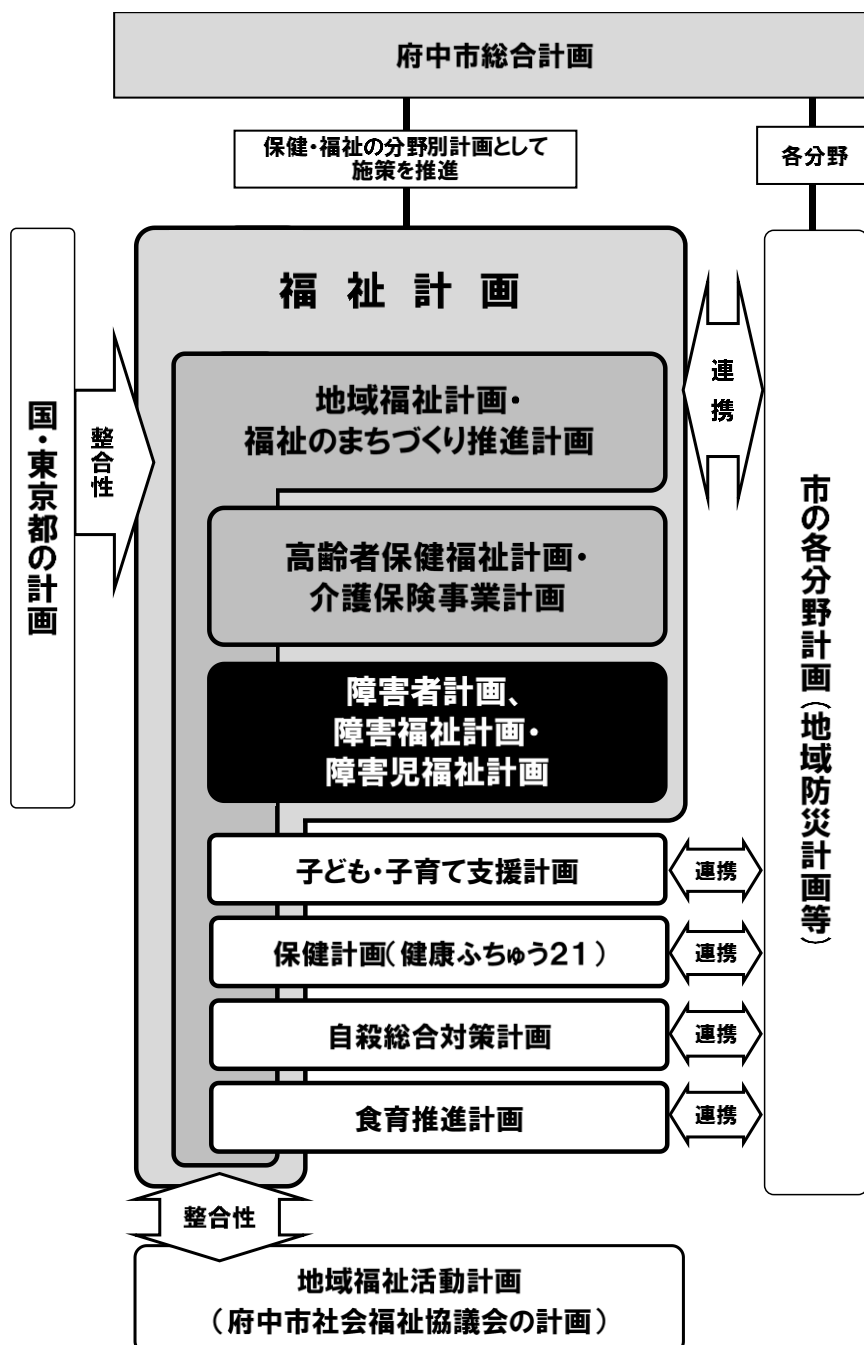 府中市総合計画
保健・福祉の分野別計画として
施策を推進
各分野
福祉計画
国・東京都の計画
整合性
地域福祉計画・
福祉のまちづくり推進計画
連携
高齢者保健福祉計画・
介護保険事業計画
障害者計画、
障害福祉計画・
障害児福祉計画
市の各分野計画(地域防災計画等)
子ども・子育て支援計画
連携
保健計画(健康ふちゅう21)
連携
自殺総合対策計画
連携
食育推進計画
連携
整合性
地域福祉活動計画
(府中市社会福祉協議会の計画)